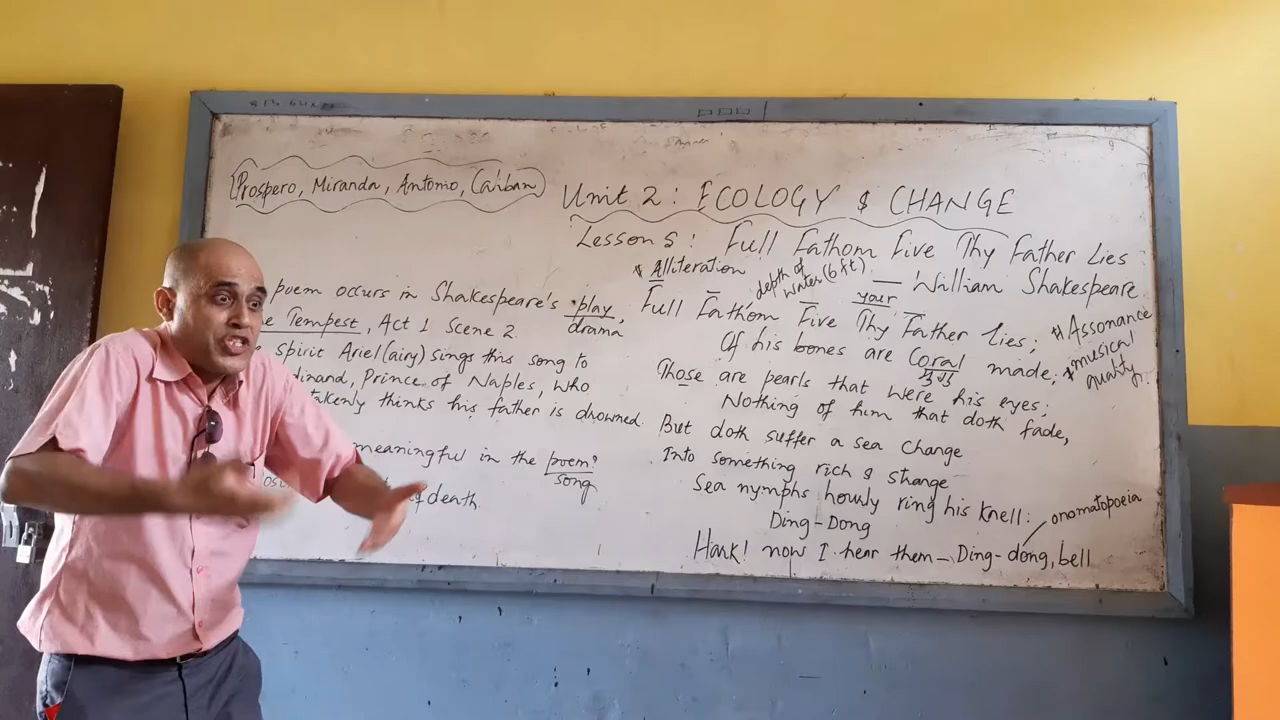 Prospero, Miranda, Antonio, Caliban
Unit 2: ECOLOGY & CHANGE
Lesson 5: Full Fathom Five Thy Father Lies
— William Shakespeare
* Alliteration
depth of
water (6 ft)
your
Full Fathom Five Thy Father lies;
Of his bones are Coral made;
Those are pearls that were his eyes;
Nothing of him that doth fade,
But doth suffer a sea change
Into something rich & strange
Sea nymphs hourly ring his knell:
Ding-Dong
Hark! now I hear them – Ding-dong, bell
onomatopoeia
* Assonance
* musical
quality
poem occurs in Shakespeare's play,
drama
Tempest, Act 1 Scene 2.
Spirit Ariel (airy) sings this song to
Prince of Naples, who
thinks his father is drowned.
meaningful in the poem?
song
death